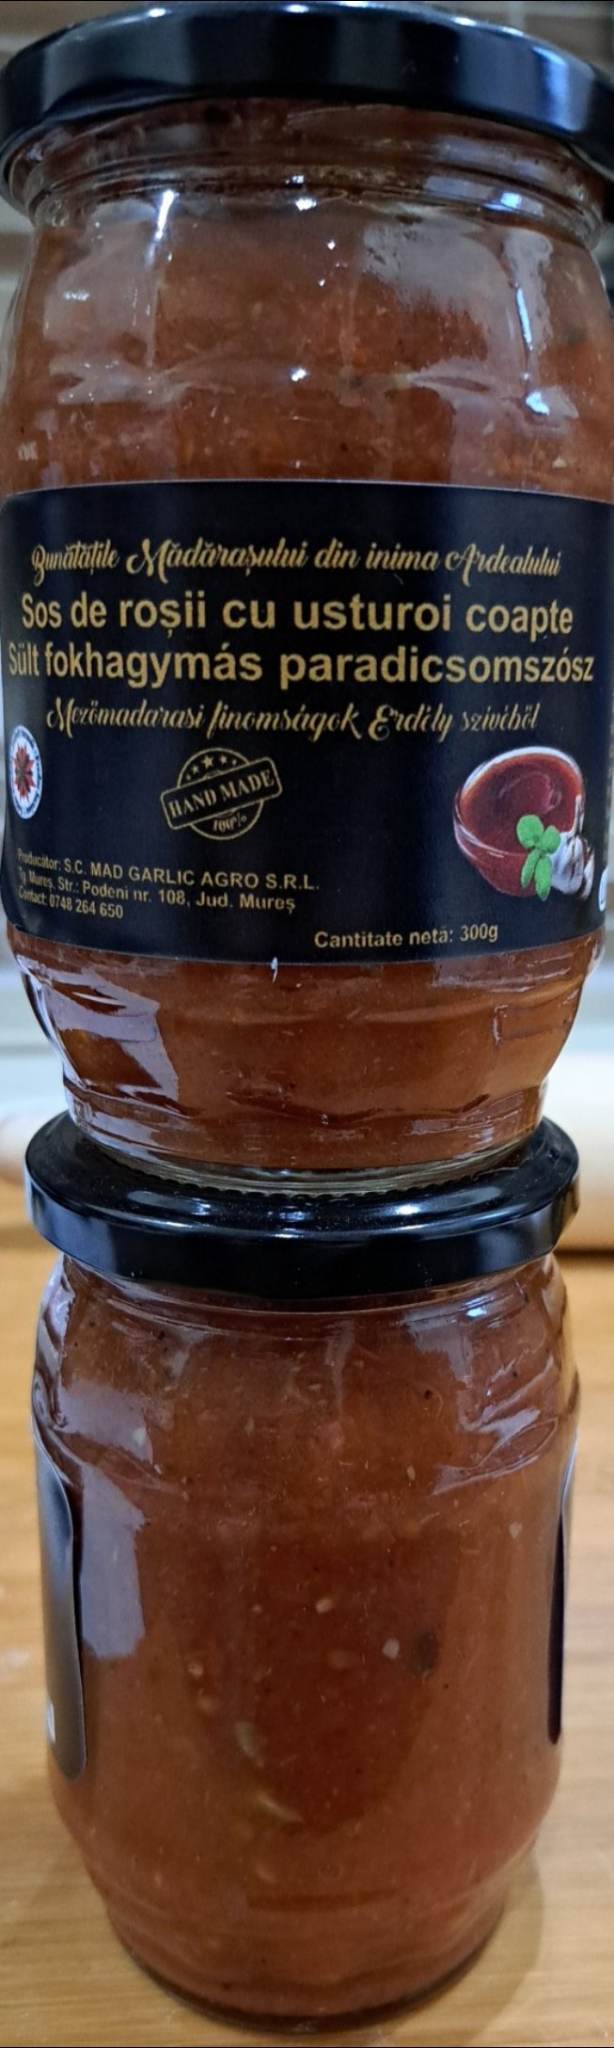 Bunătățile Mădărașului din inima Ardealului
Sos de roșii cu usturoi coapte
Sült fokhagymás paradicsomszósz
Mezőmadarasi finomságok Erdély szívéből
HAND MADE
100%
Producător: S.C. MAD GARLIC AGRO S.R.L.
Tg. Mureș, Str.: Podeni nr. 108, Jud. Mureș
Contact: 0748 264 650
Cantitate netă: 300g